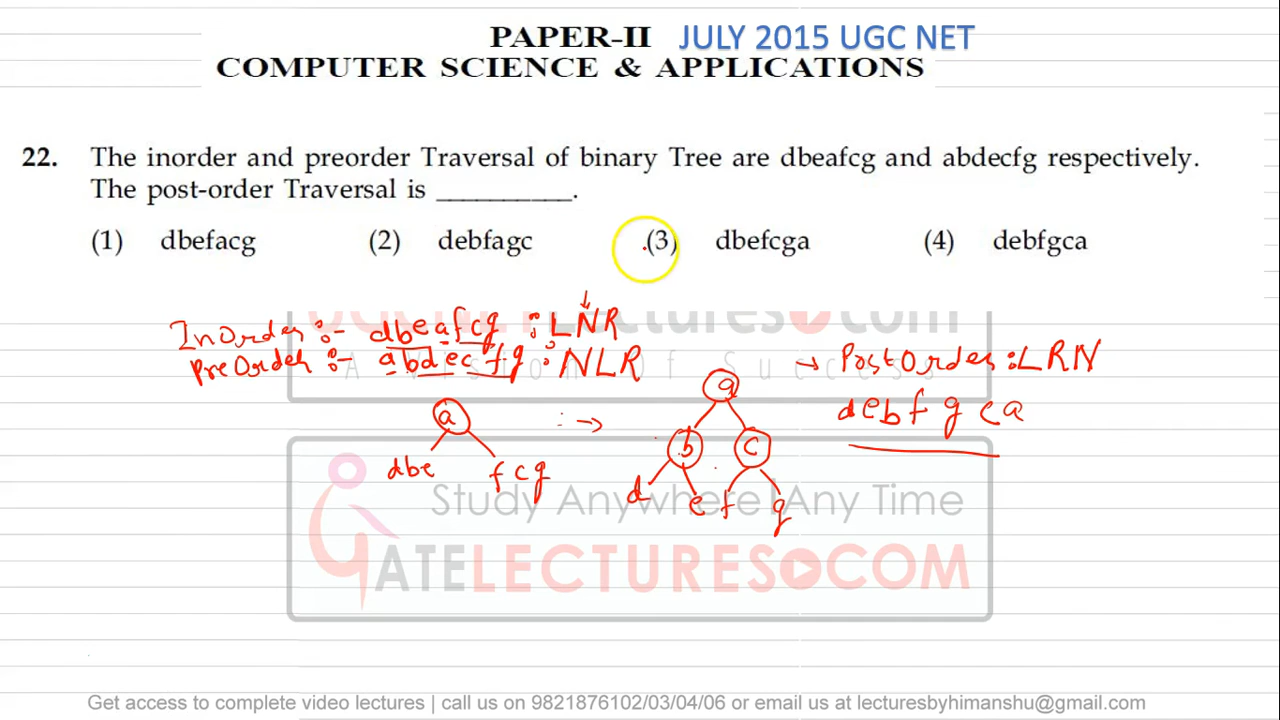 PAPER-II JULY 2015 UGC NET
COMPUTER SCIENCE & APPLICATIONS
22. The inorder and preorder Traversal of binary Tree are dbeafcg and abdecfg respectively.
The post-order Traversal is __________.
(1) dbefacg (2) debfagc (3) dbefcga (4) debfgca
InOrder :- dbeafcg : LNR
PreOrder :- abdecfg : NLR
→ PostOrder : LRN
debfgca
A Vision Of Success
a
dbe fcg
: →
a
b c
d e f g
Study Anywhere Any Time
GATELECTURES.COM
Get access to complete video lectures | call us on 9821876102/03/04/06 or email us at lecturesbyhimanshu@gmail.com